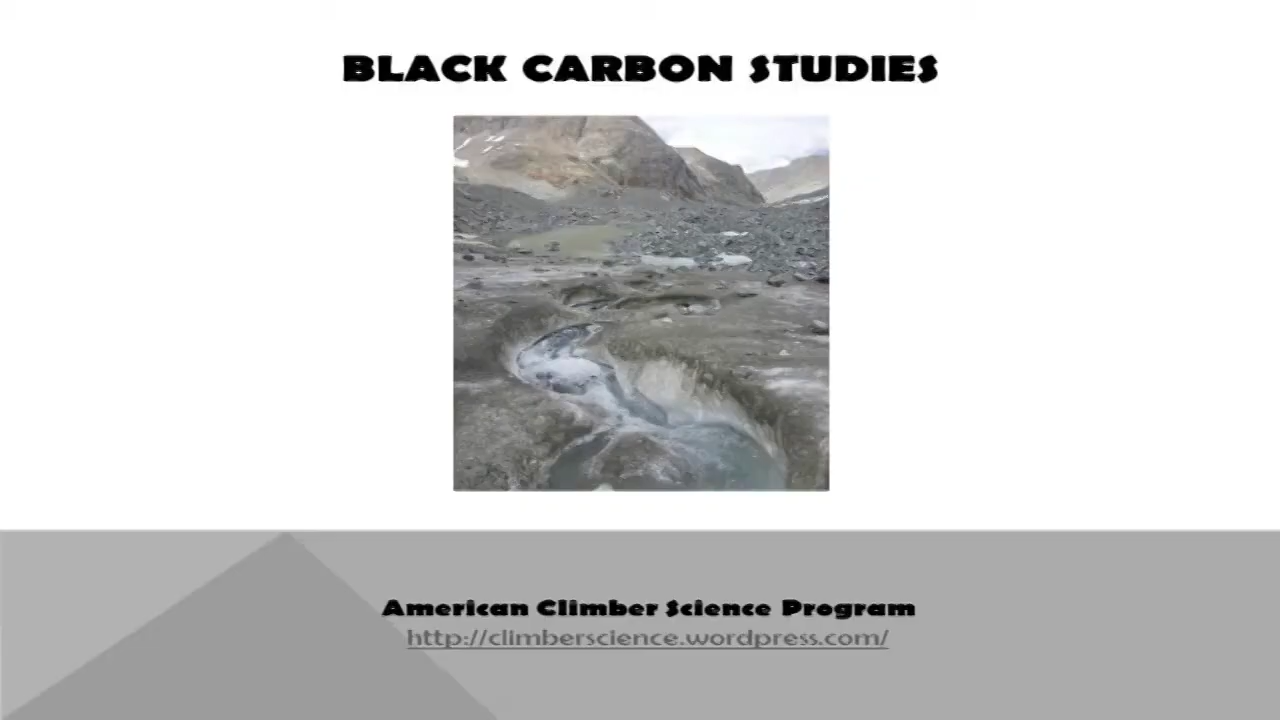 BLACK CARBON STUDIES
American Climber Science Program
http://climberscience.wordpress.com/